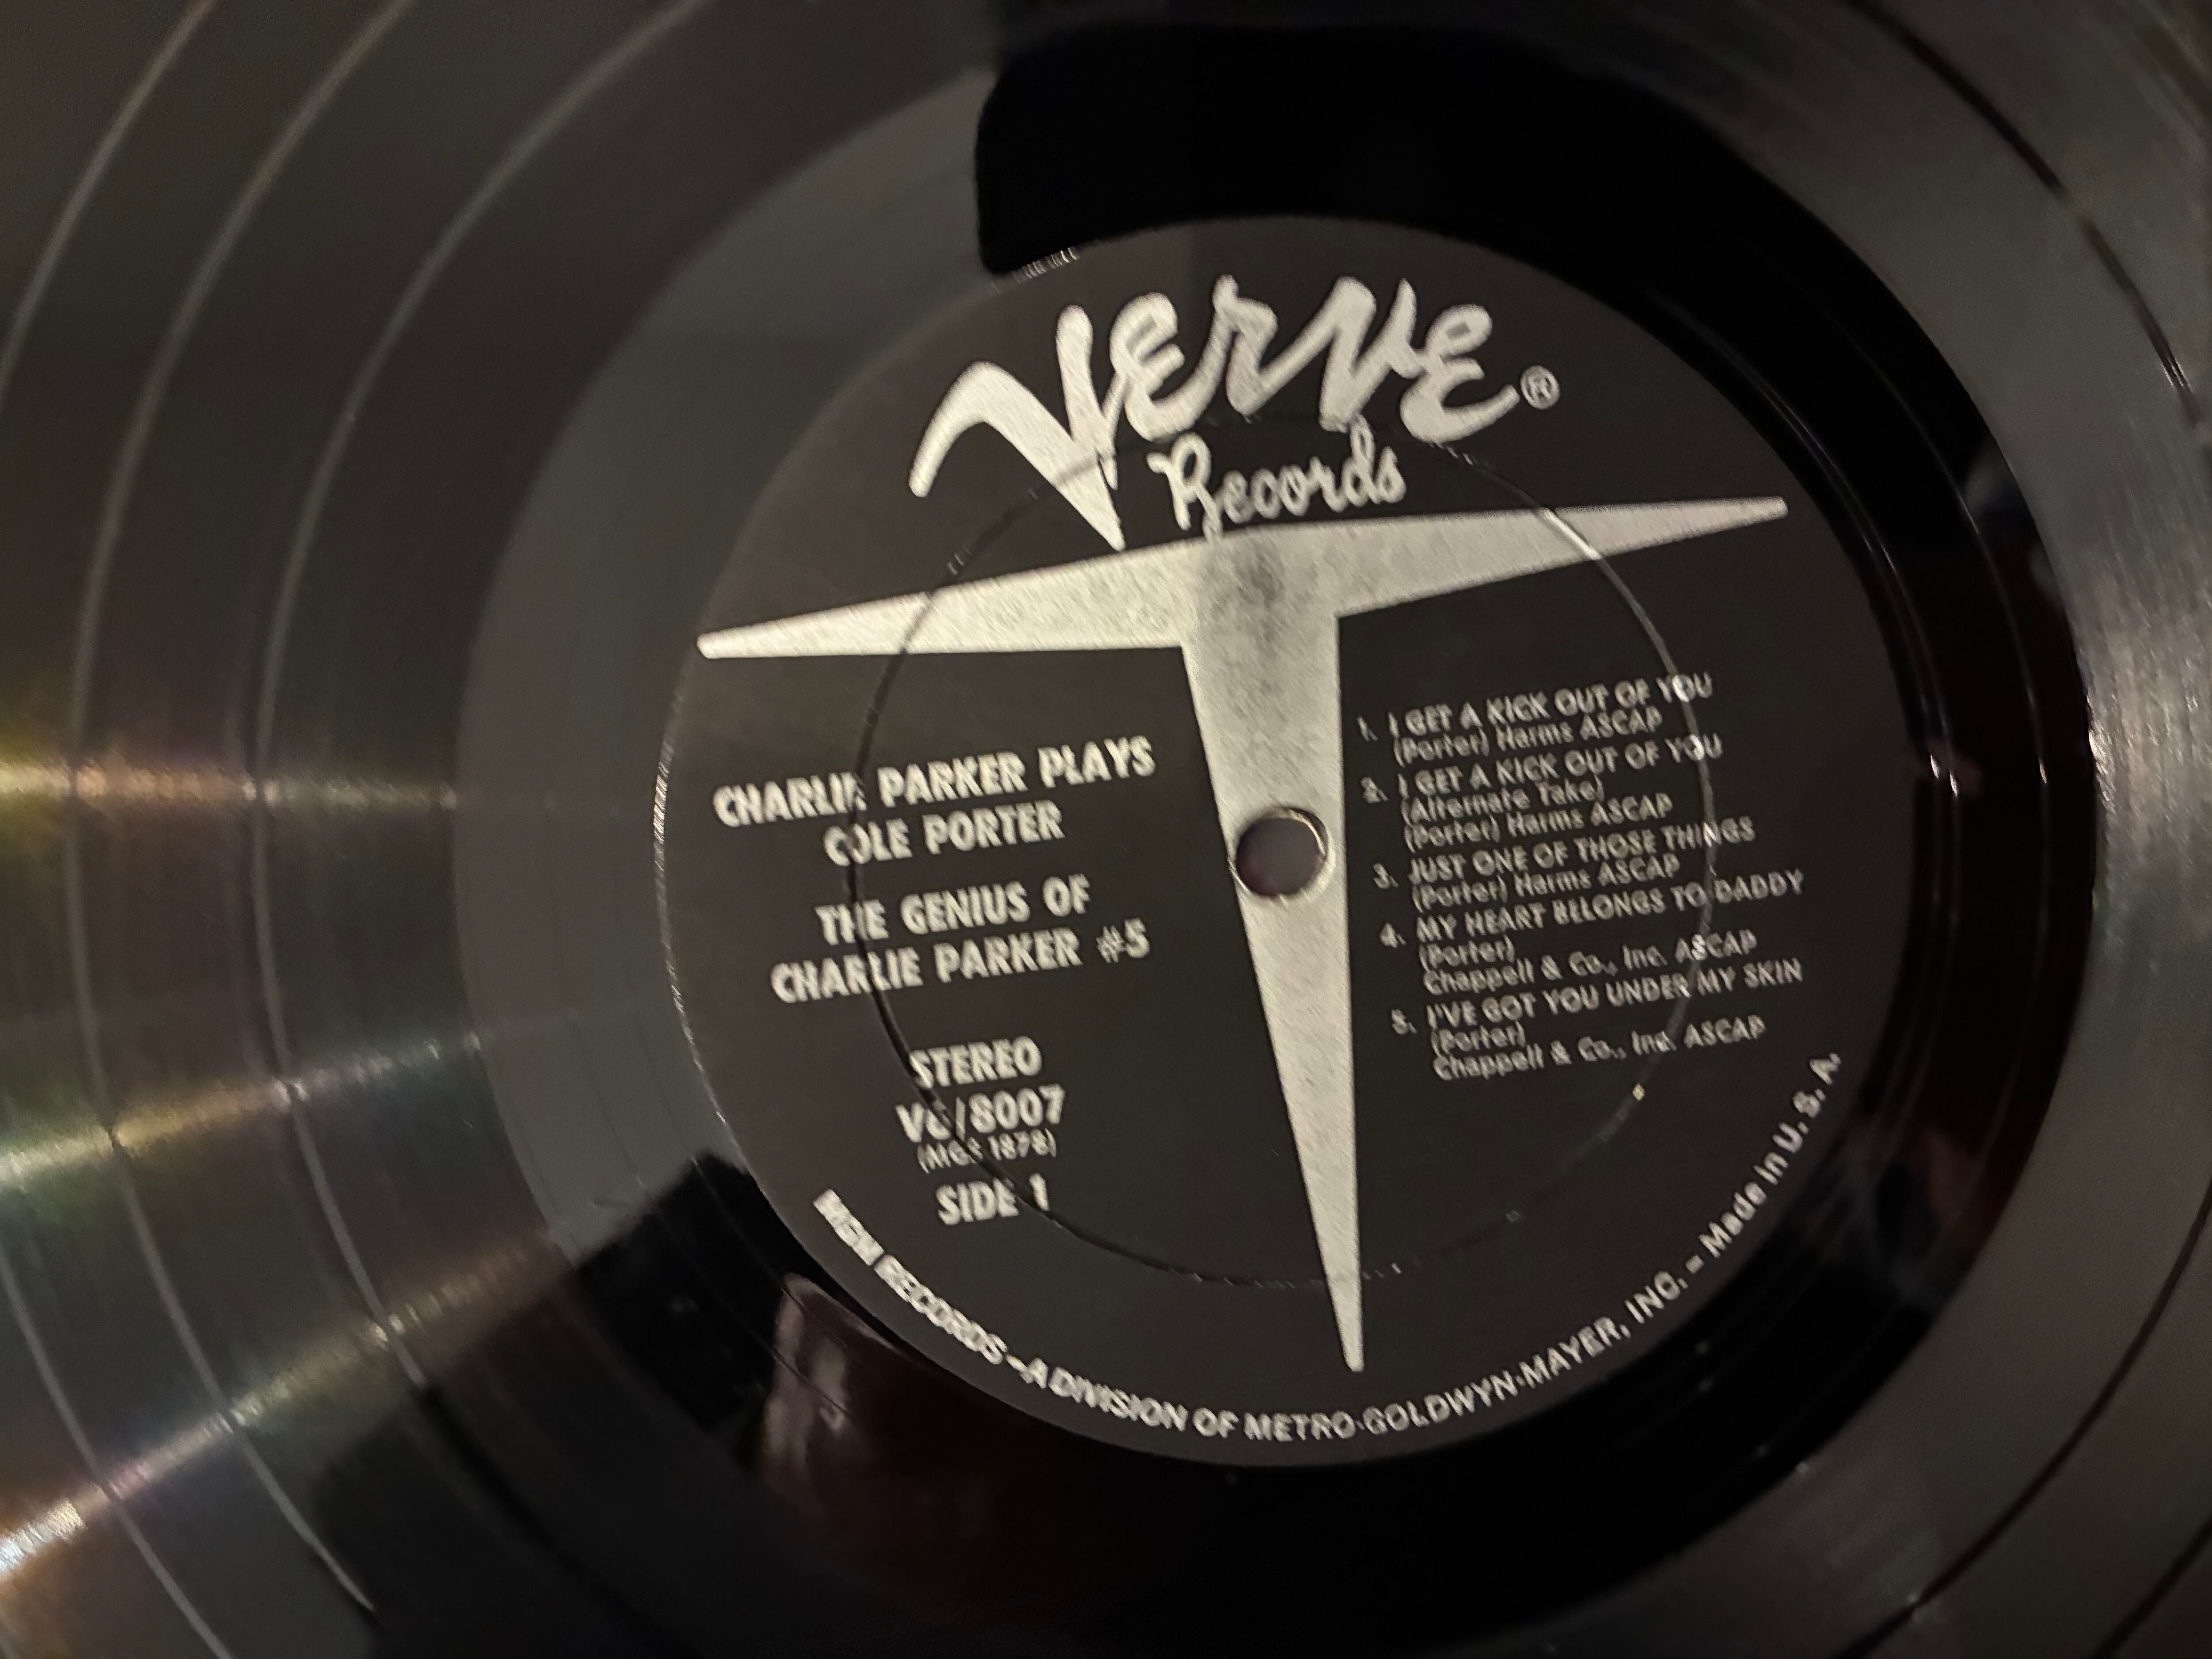 Verve®
Records
CHARLIE PARKER PLAYS
COLE PORTER
THE GENIUS OF
CHARLIE PARKER #5
STEREO
V6/8007
(MGS 1878)
SIDE 1
1. I GET A KICK OUT OF YOU
(Porter) Harms ASCAP
2. I GET A KICK OUT OF YOU
(Alternate Take)
(Porter) Harms ASCAP
3. JUST ONE OF THOSE THINGS
(Porter) Harms ASCAP
4. MY HEART BELONGS TO DADDY
(Porter)
Chappell & Co., Inc. ASCAP
5. I'VE GOT YOU UNDER MY SKIN
(Porter)
Chappell & Co., Inc. ASCAP
MGM RECORDS - A DIVISION OF METRO-GOLDWYN-MAYER, INC. - Made in U.S.A.